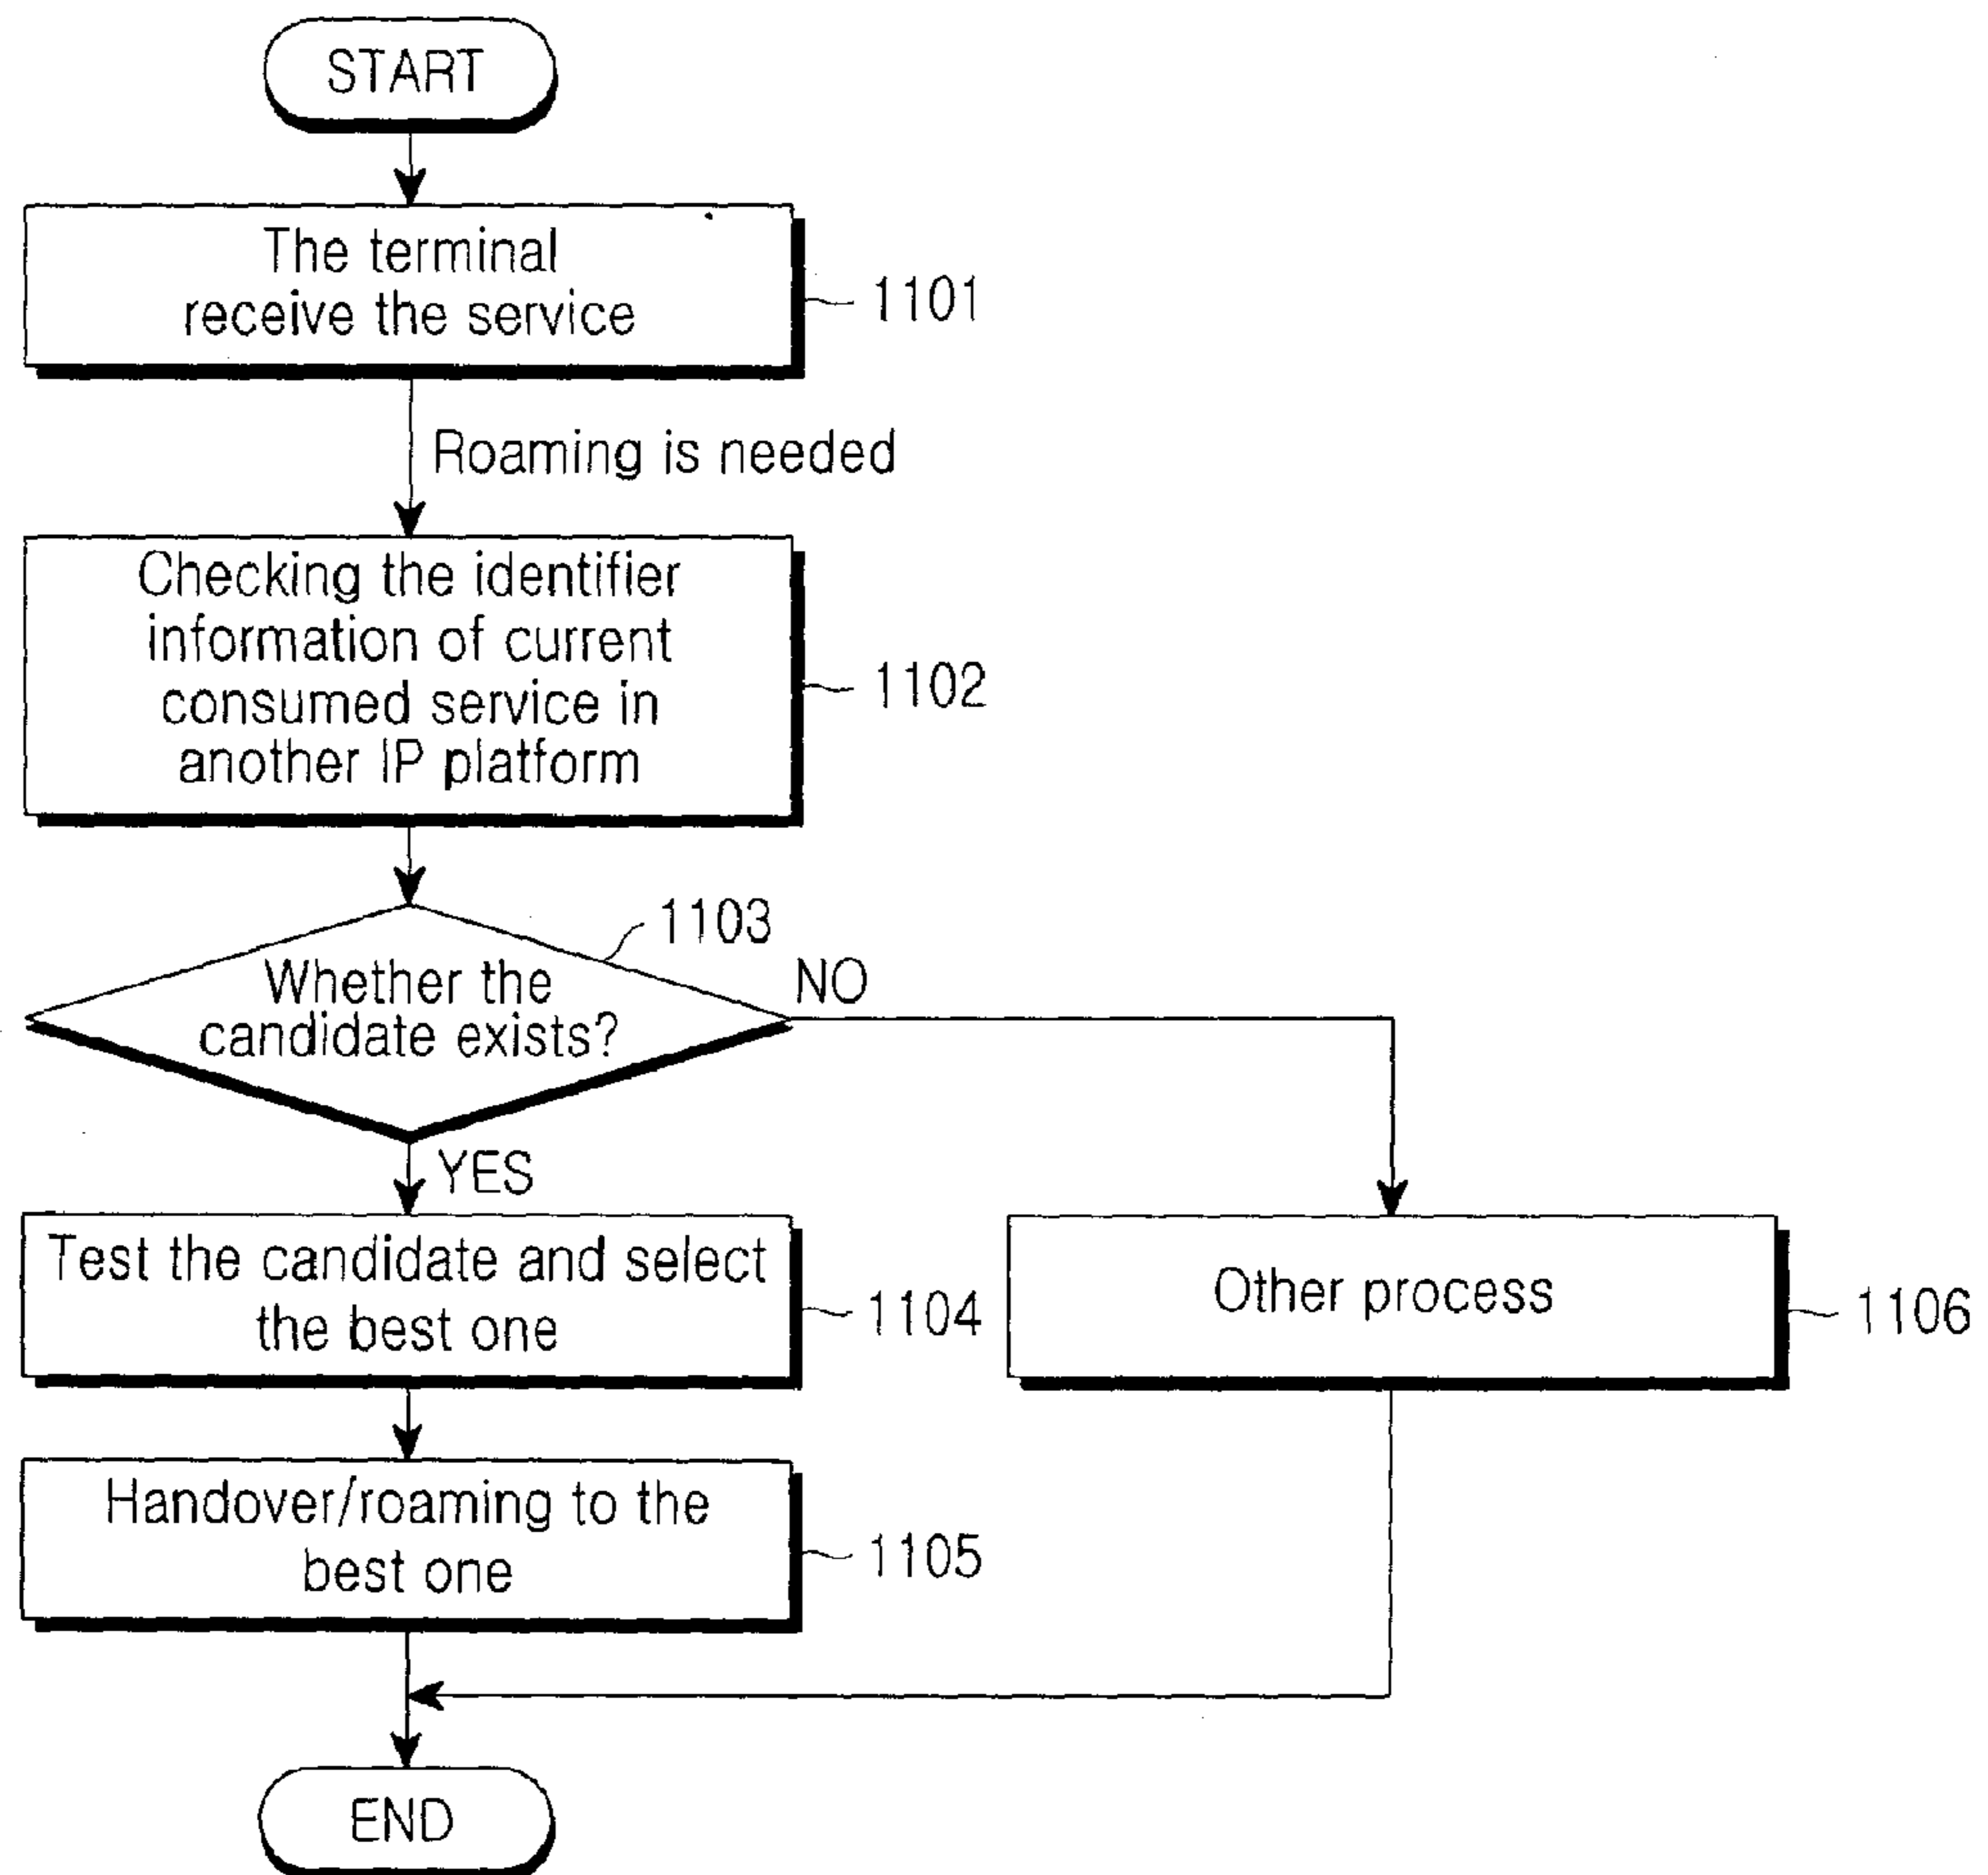 START
The terminal
receive the service
1101
Roaming is needed
Checking the identifier
information of current
consumed service in
another IP platform
1102
1103
Whether the
candidate exists?
NO
YES
Test the candidate and select
the best one
1104
Other process
1106
Handover/roaming to the
best one
1105
END